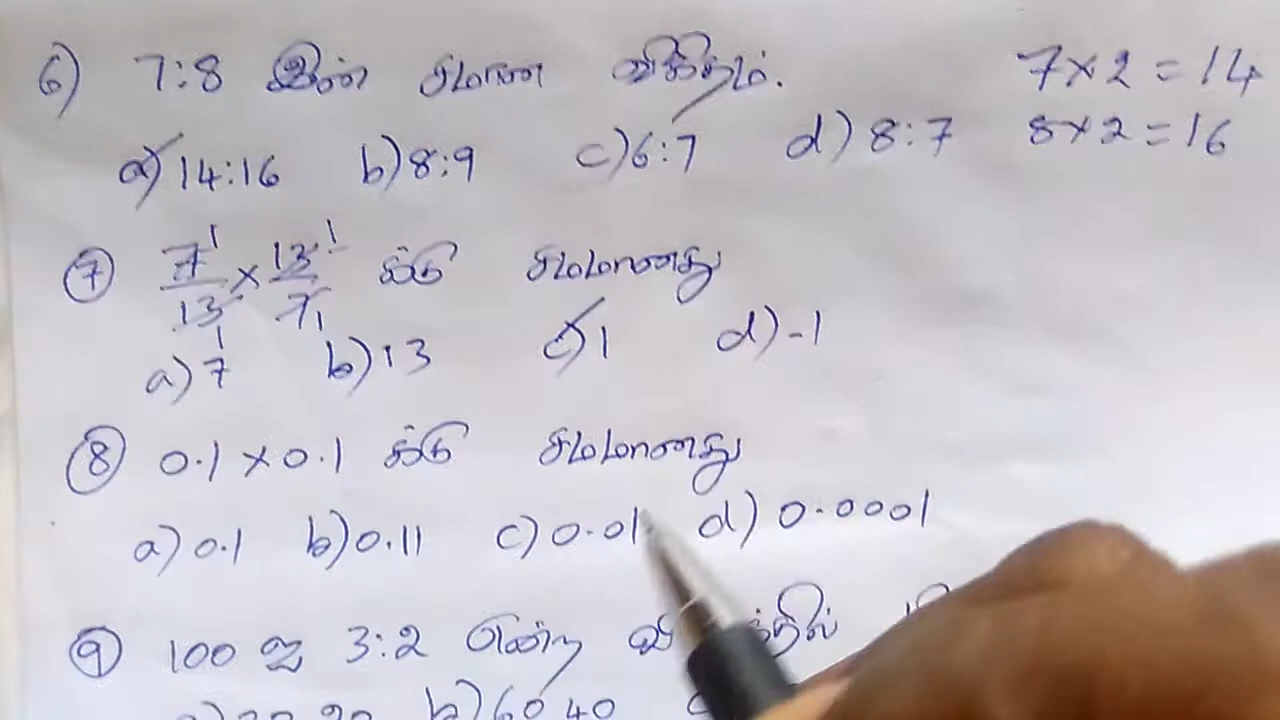 6) 7:8 இன் சமான விகிதம். 7×2=14
a) 14:16 b) 8:9 c) 6:7 d) 8:7 8×2=16
7) 7/13 × 13/7 க்கு சமமானது
a) 7 b) 13 c) 1 d) -1
8) 0.1 × 0.1 க்கு சமமானது
a) 0.1 b) 0.11 c) 0.01 d) 0.0001
9) 100 ஐ 3:2 என்ற
b) 60 40